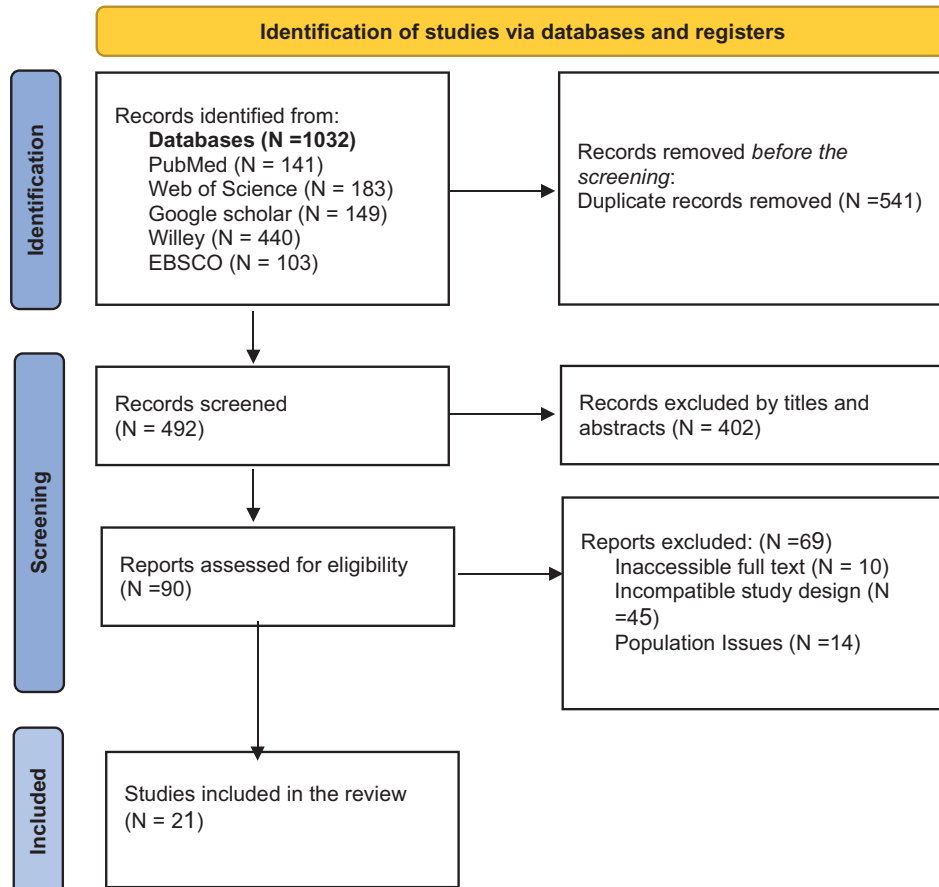 Identification of studies via databases and registers
Identification
Records identified from:
Databases (N =1032)
PubMed (N = 141)
Web of Science (N = 183)
Google scholar (N = 149)
Willey (N = 440)
EBSCO (N = 103)
Records removed before the
screening:
Duplicate records removed (N =541)
Screening
Records screened
(N = 492)
Records excluded by titles and
abstracts (N = 402)
Reports assessed for eligibility
(N =90)
Reports excluded: (N =69)
Inaccessible full text (N = 10)
Incompatible study design (N
=45)
Population Issues (N =14)
Included
Studies included in the review
(N = 21)